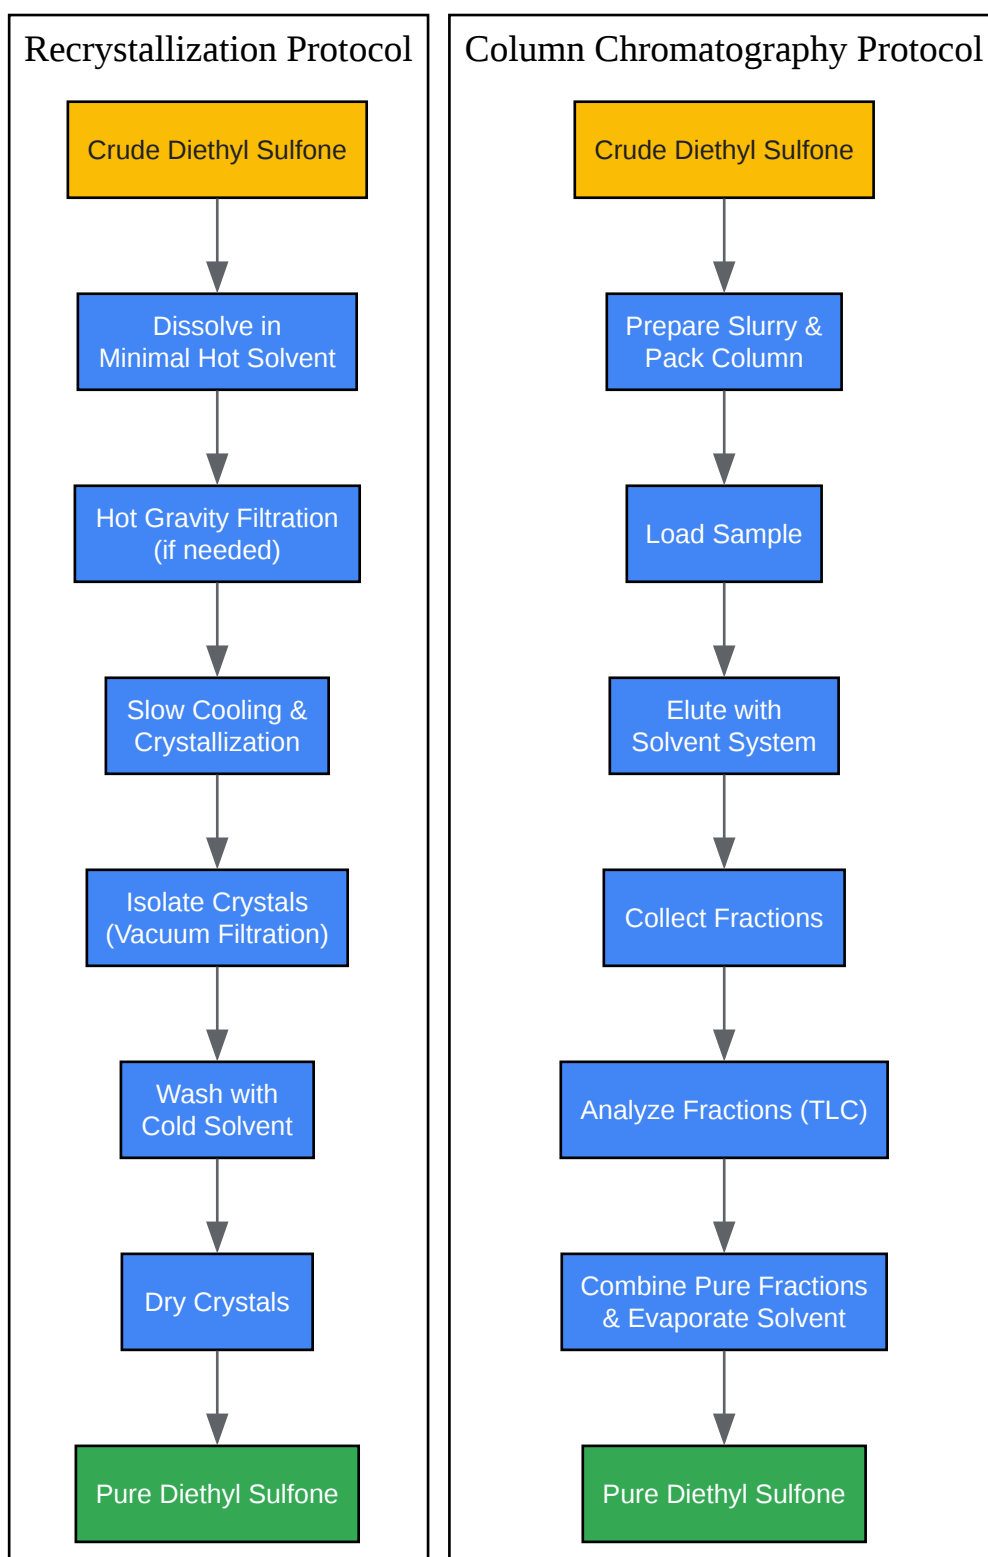 Recrystallization Protocol
Crude Diethyl Sulfone
Dissolve in
Minimal Hot Solvent
Hot Gravity Filtration
(if needed)
Slow Cooling &
Crystallization
Isolate Crystals
(Vacuum Filtration)
Wash with
Cold Solvent
Dry Crystals
Pure Diethyl Sulfone
Column Chromatography Protocol
Crude Diethyl Sulfone
Prepare Slurry &
Pack Column
Load Sample
Elute with
Solvent System
Collect Fractions
Analyze Fractions (TLC)
Combine Pure Fractions
& Evaporate Solvent
Pure Diethyl Sulfone